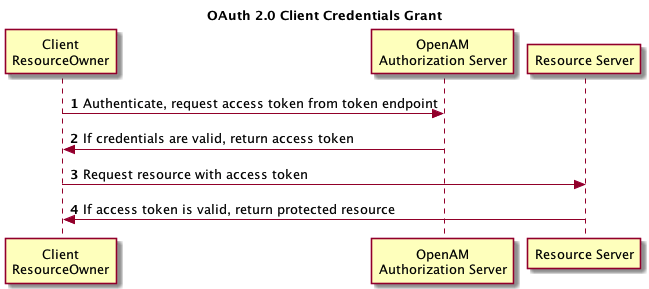 OAuth 2.0 Client Credentials Grant
Client
ResourceOwner
OpenAM
Authorization Server
Resource Server
1 Authenticate, request access token from token endpoint
2 If credentials are valid, return access token
3 Request resource with access token
4 If access token is valid, return protected resource
Client
ResourceOwner
OpenAM
Authorization Server
Resource Server